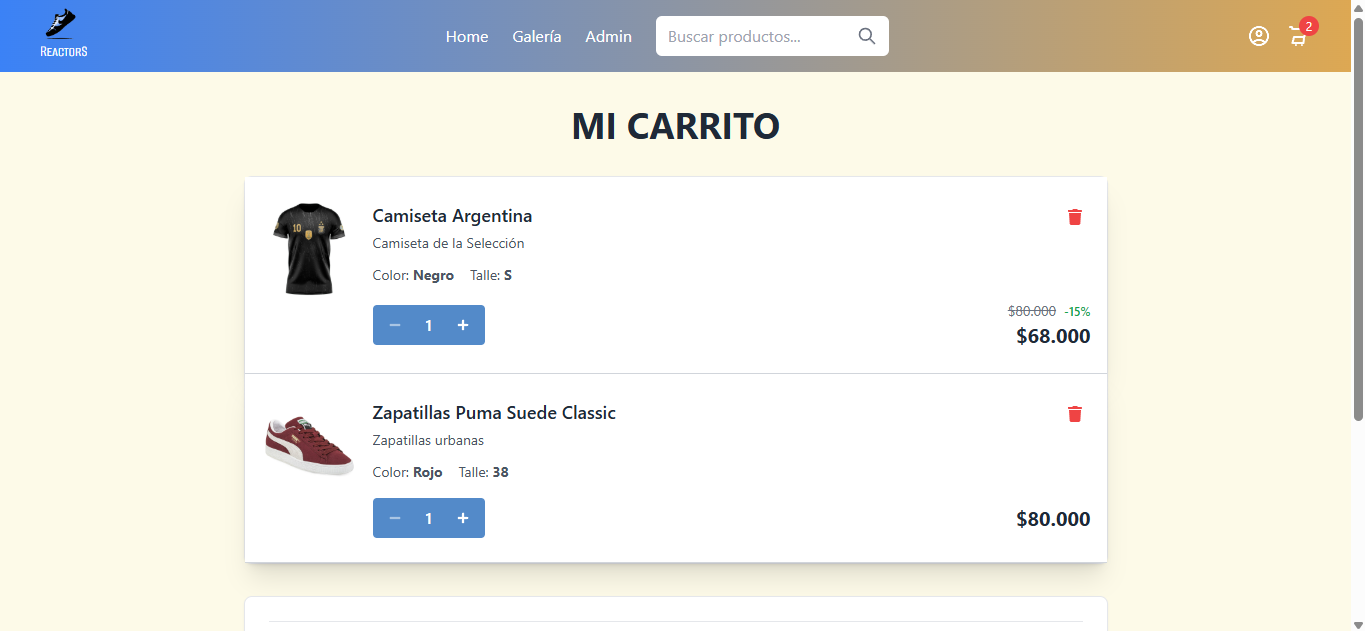 REACTORS
Home Galería Admin Buscar productos... 2
MI CARRITO
10
Camiseta Argentina
Camiseta de la Selección
Color: Negro Talle: S
1
$80.000 -15%
$68.000
Zapatillas Puma Suede Classic
Zapatillas urbanas
Color: Rojo Talle: 38
1
$80.000